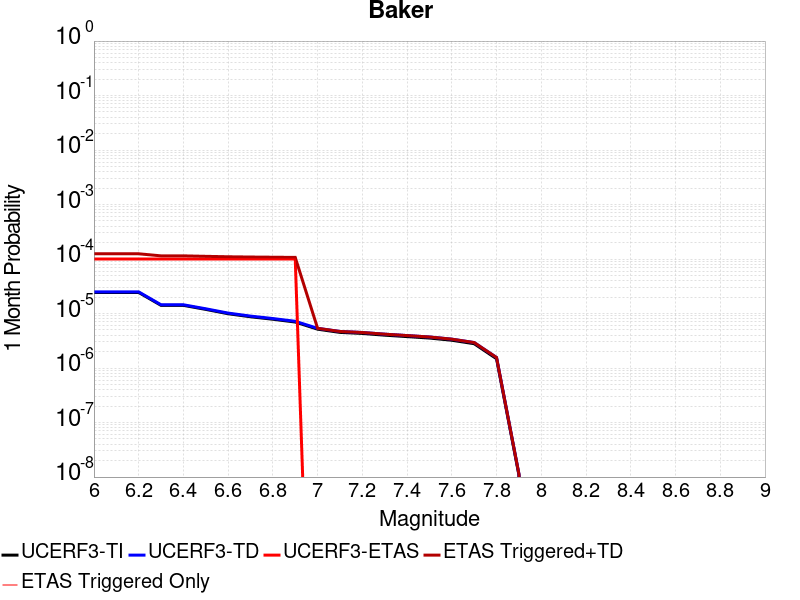 Baker
10^0
10^-1
10^-2
10^-3
10^-4
10^-5
10^-6
10^-7
10^-8
1 Month Probability
6 6.2 6.4 6.6 6.8 7 7.2 7.4 7.6 7.8 8 8.2 8.4 8.6 8.8 9
Magnitude
UCERF3-TI UCERF3-TD UCERF3-ETAS ETAS Triggered+TD
ETAS Triggered Only